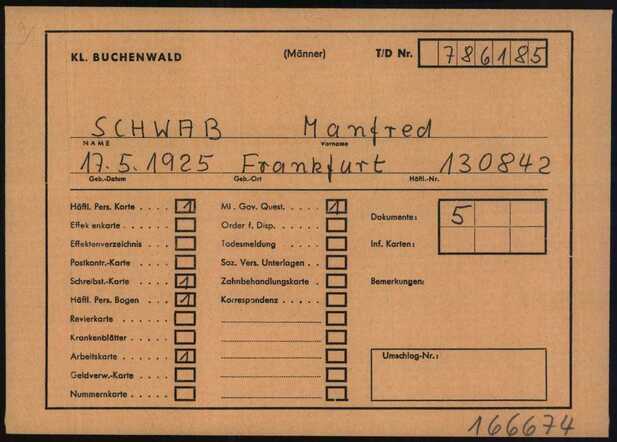 KL. BUCHENWALD (Männer) T/D Nr. 786185
SCHWAB Manfred
NAME Vorname
17.5.1925 Frankfurt 130842
Geb.-Datum Geb.-Ort Häftl.-Nr.
Häftl. Pers. Karte . . . . 1
Effektenkarte . . . .
Effektenverzeichnis . . . .
Postkontr.-Karte . . . .
Schreibst.-Karte . . . . 1
Häftl. Pers. Bogen . . . . 1
Revierkarte . . . .
Krankenblätter . . . .
Arbeitskarte . . . . 1
Geldverw.-Karte . . . .
Nummernkarte . . . .
Mi. Gov. Quest. . . . . 1
Order f. Disp. . . . .
Todesmeldung . . . .
Soz. Vers. Unterlagen . .
Zahnbehandlungskarte .
Korrespondenz . . . .
Dokumente: 5
Inf. Karten:
Bemerkungen:
Umschlag-Nr.:
166674